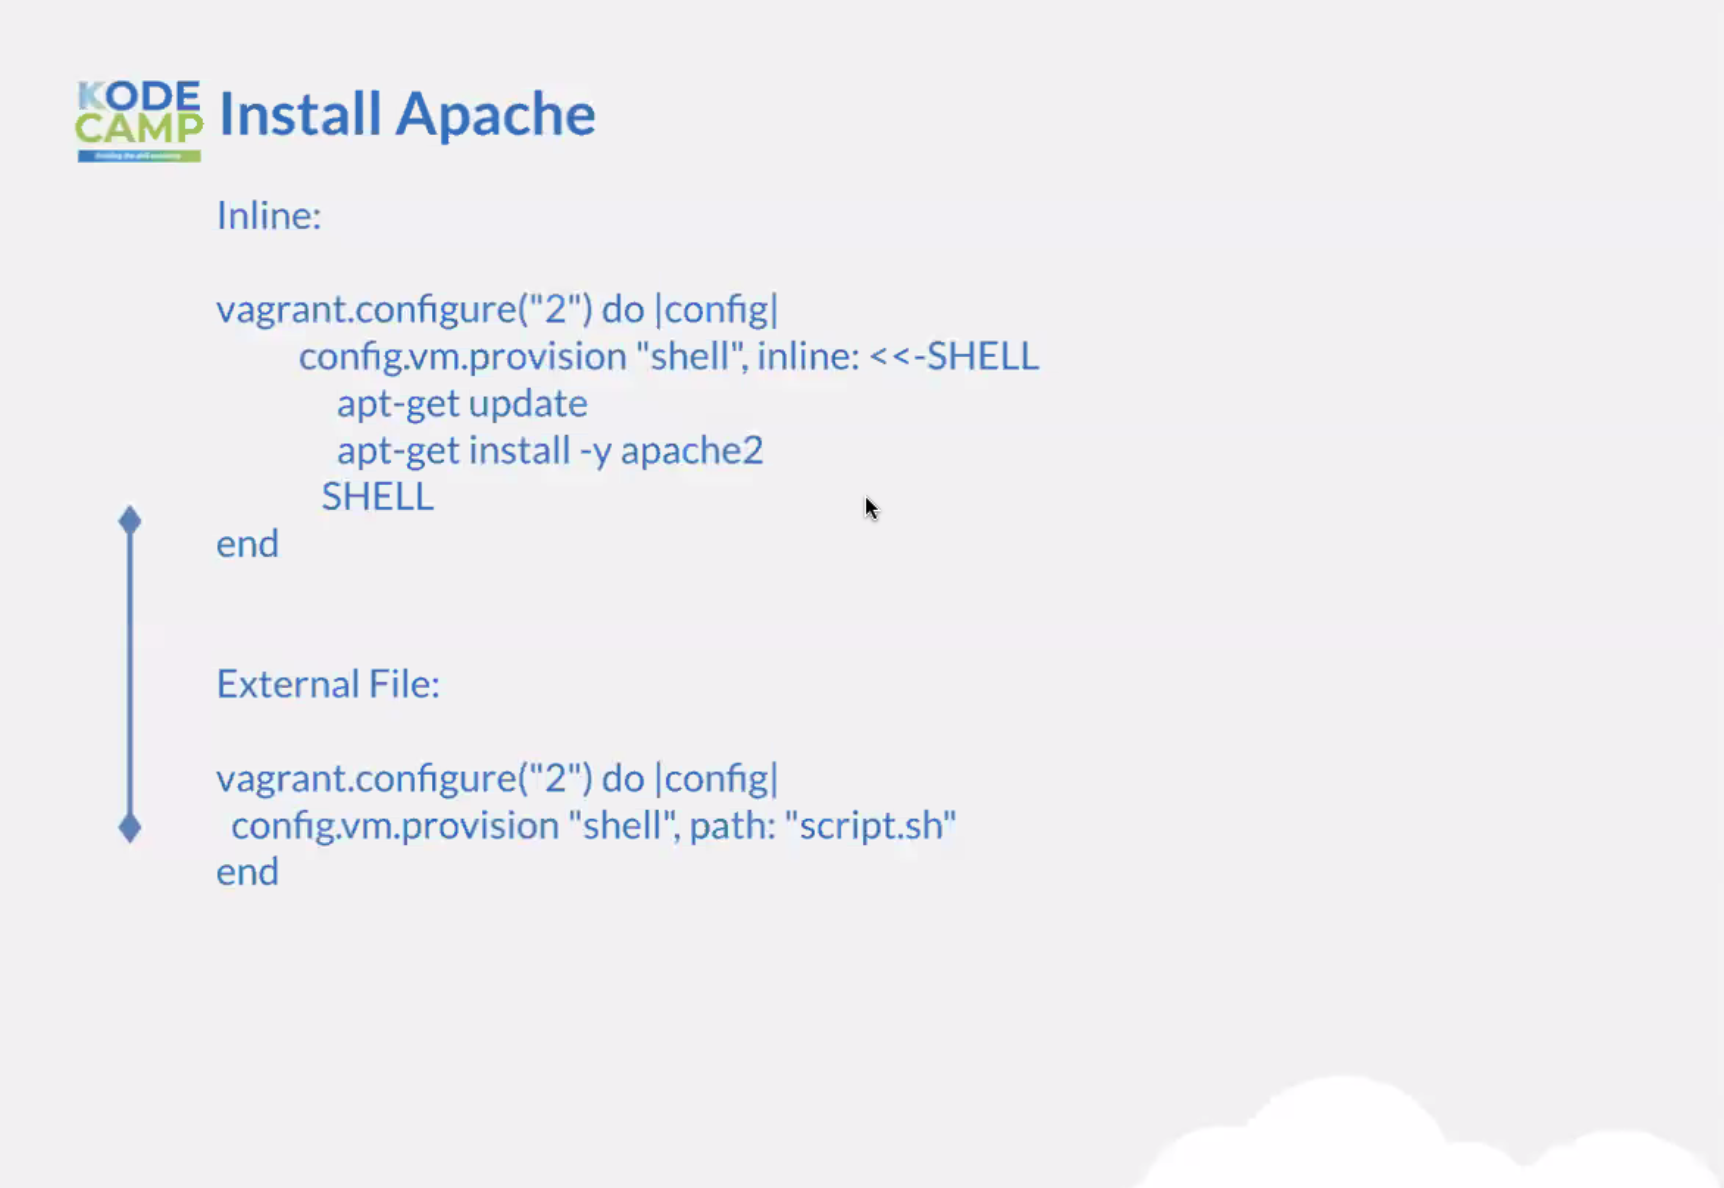 KODE
CAMP
Install Apache
Inline:
vagrant.configure("2") do |config|
config.vm.provision "shell", inline: <<-SHELL
apt-get update
apt-get install -y apache2
SHELL
end
External File:
vagrant.configure("2") do |config|
config.vm.provision "shell", path: "script.sh"
end